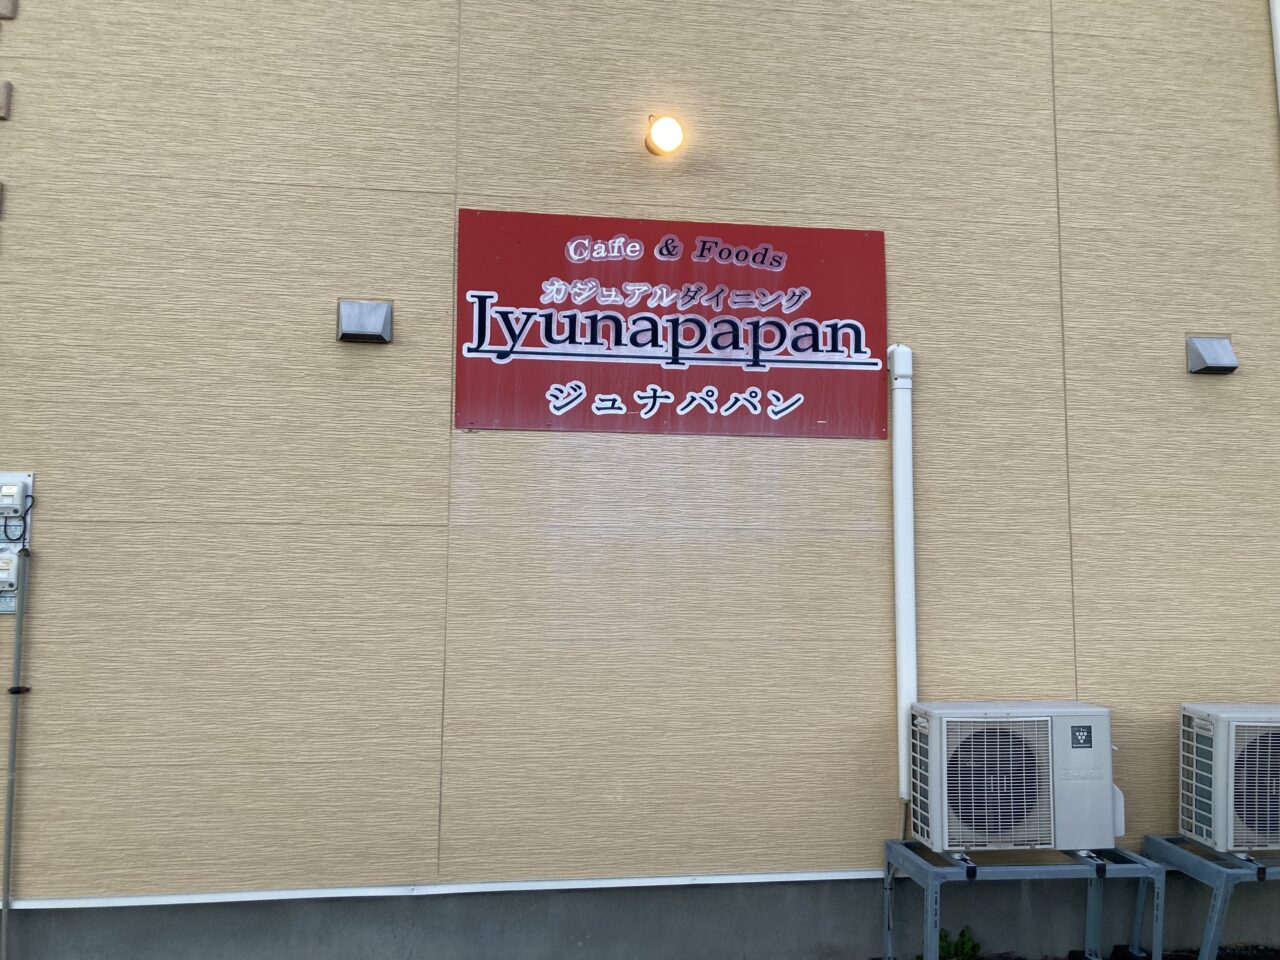 Cafe & Foods
カジュアルダイニング
Jyunapapan
ジュナパパン
SHARP